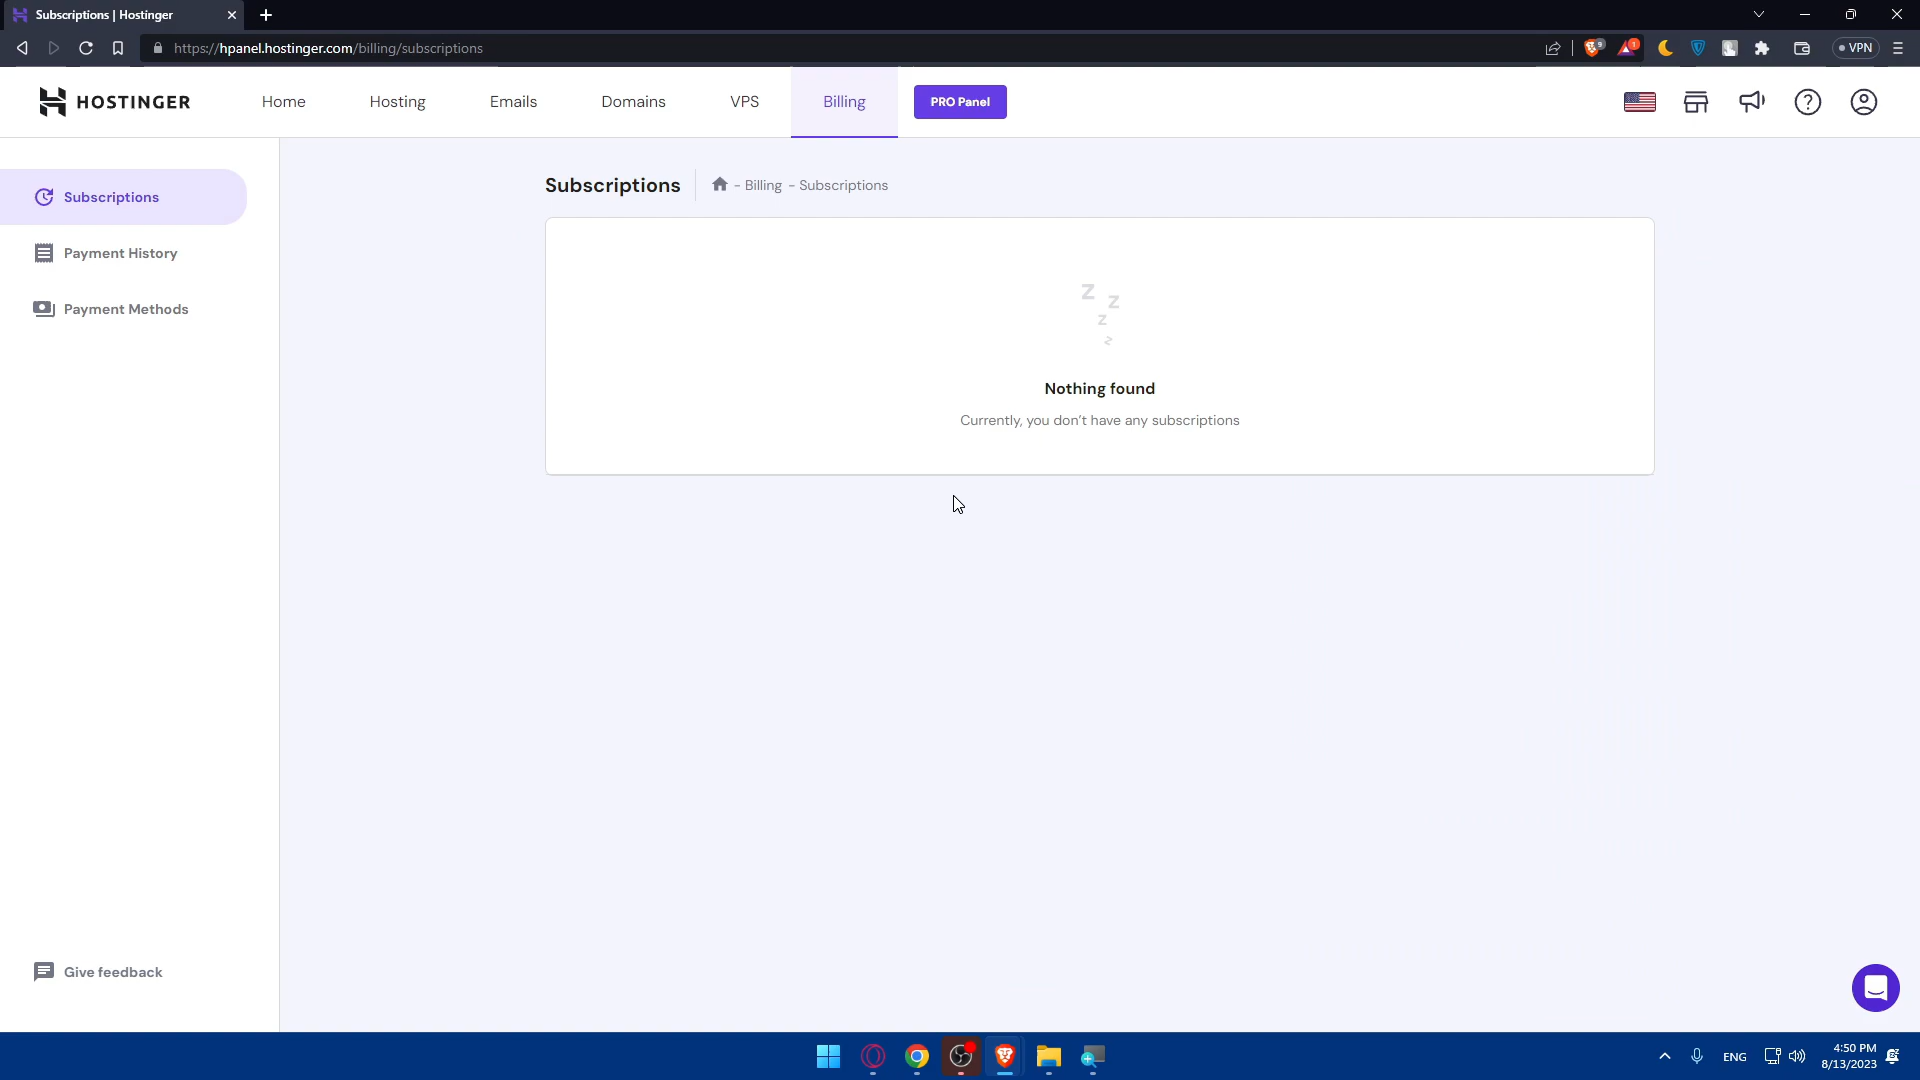 Subscriptions | Hostinger
https://hpanel.hostinger.com/billing/subscriptions
9
1
VPN
HOSTINGER
Home
Hosting
Emails
Domains
VPS
Billing
PRO Panel
Subscriptions
Payment History
Payment Methods
Subscriptions
- Billing - Subscriptions
z
z
z
z
Nothing found
Currently, you don't have any subscriptions
Give feedback
ENG
4:50 PM
8/13/2023